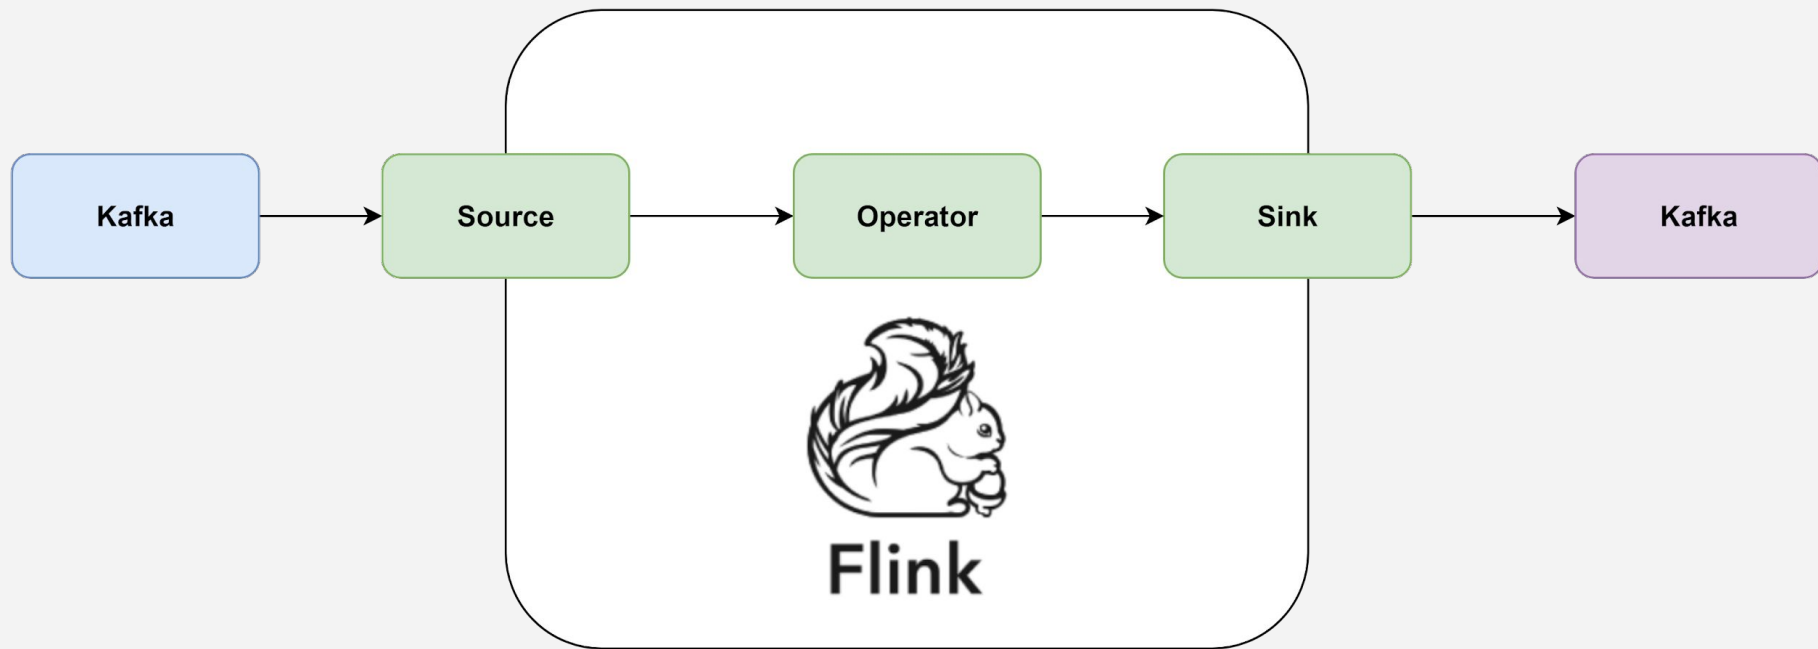 Kafka
Source
Operator
Sink
Kafka
Flink